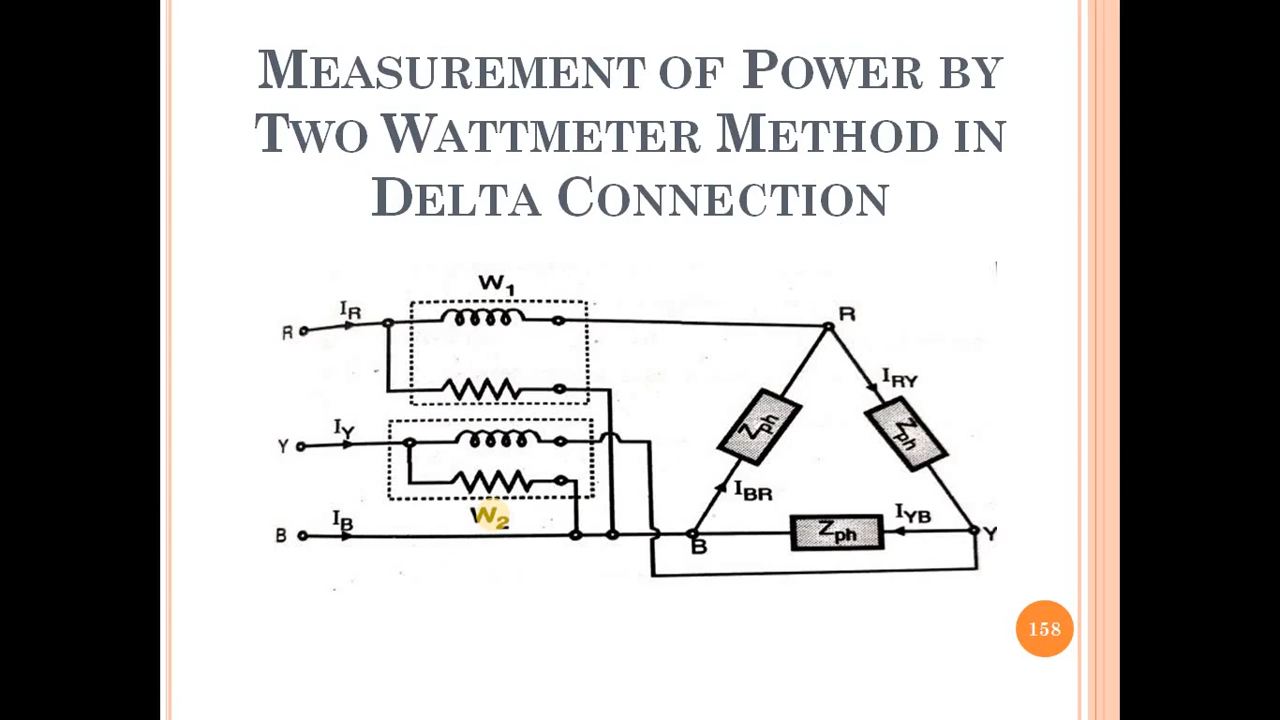 MEASUREMENT OF POWER BY
TWO WATTMETER METHOD IN
DELTA CONNECTION
W1
R
IR
R
IRY
Zph
Zph
Y
IY
IBR
W2
B
IB
B
Zph
IYB
Y
158